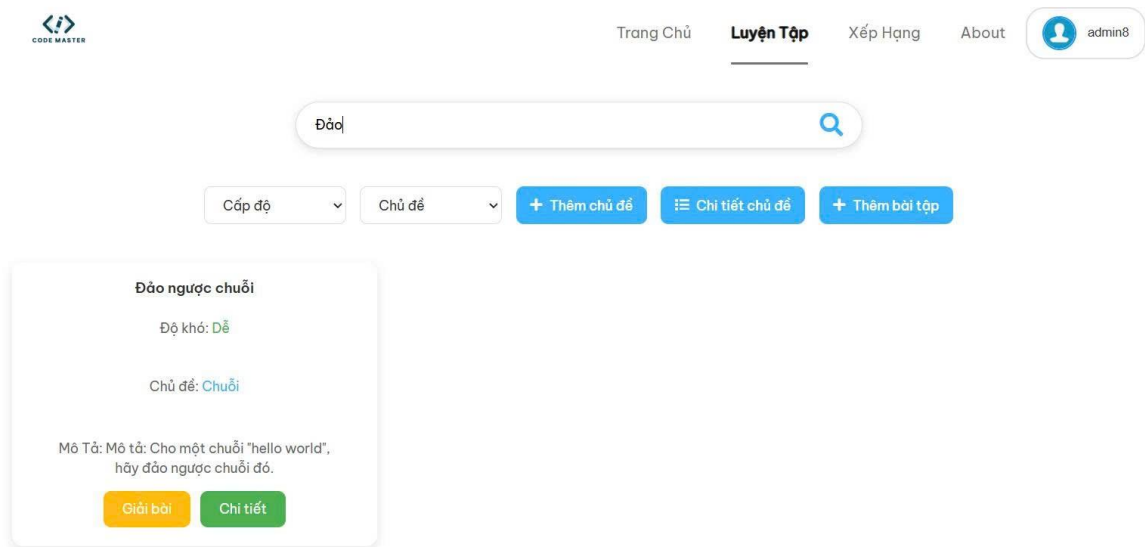 CODE MASTER
Trang Chủ Luyện Tập Xếp Hạng About admin8
Đảo
Cấp độ Chủ đề + Thêm chủ đề Chi tiết chủ đề + Thêm bài tập
Đảo ngược chuỗi
Độ khó: Dễ
Chủ đề: Chuỗi
Mô Tả: Mô tả: Cho một chuỗi "hello world",
hãy đảo ngược chuỗi đó.
Giải bài Chi tiết